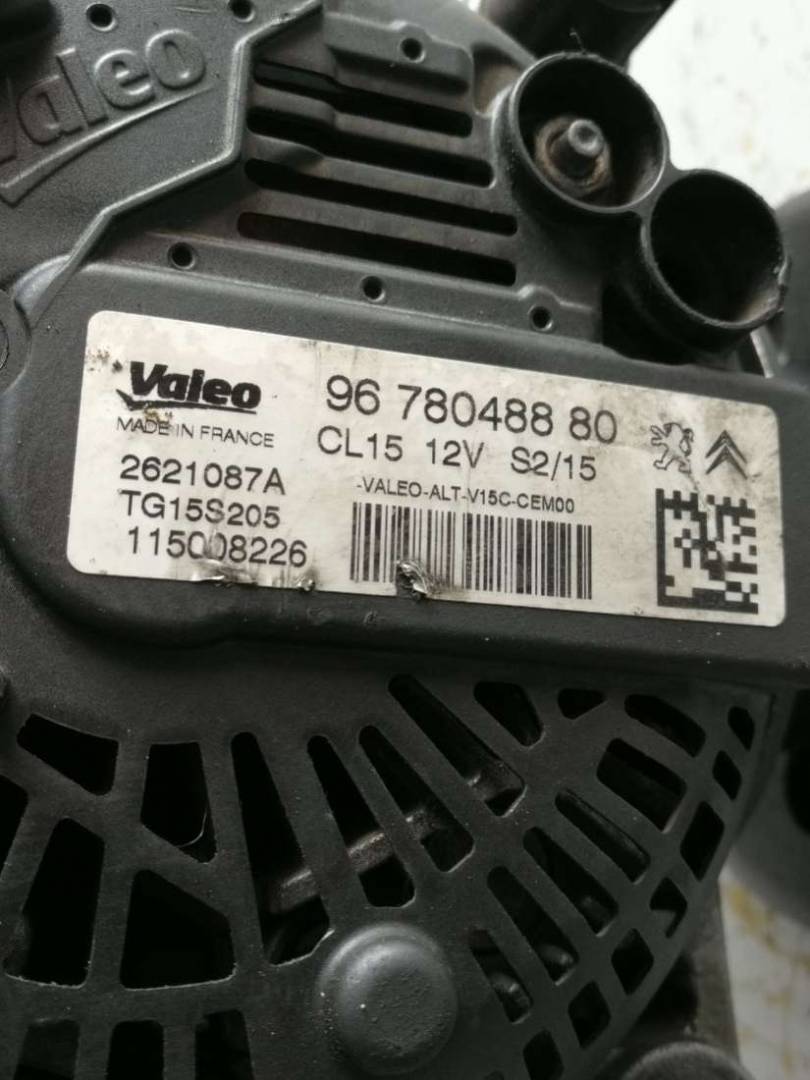 Valeo
Valeo
MADE IN FRANCE
2621087A
TG15S205
115008226
96 780488 80
CL15 12V S2/15
-VALEO-ALT-V15C-CEM00